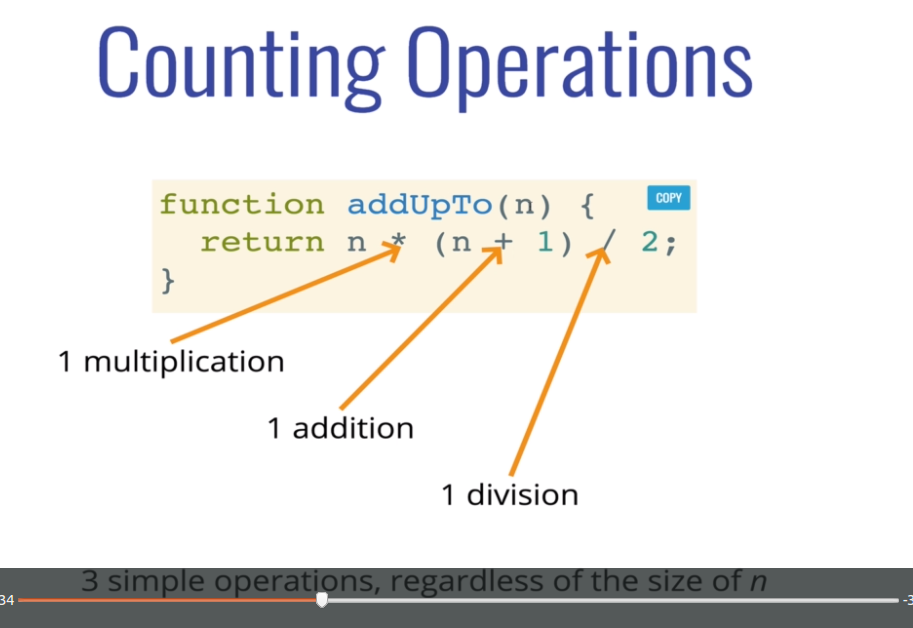 Counting Operations
function addUpTo(n) {
COPY
return n * (n + 1) / 2;
}
1 multiplication
1 addition
1 division
3 simple operations, regardless of the size of n
34
-3